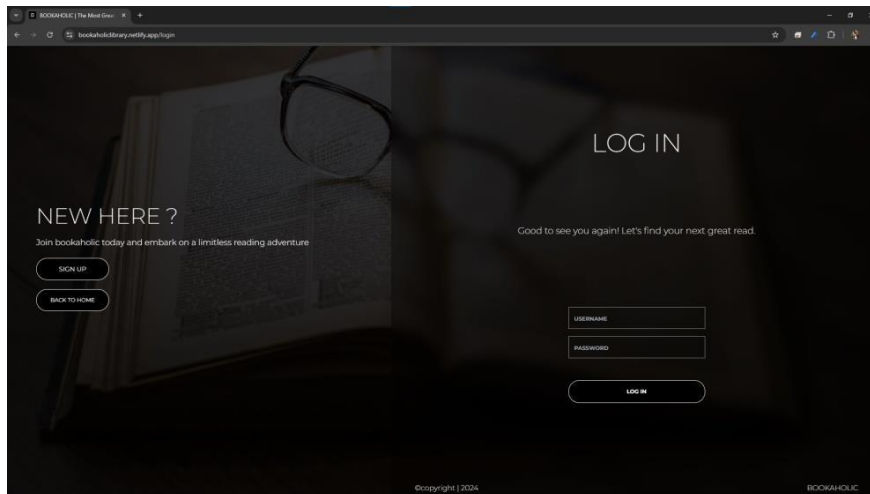 BOOKAHOLIC | The Most Grea
bookaholiclibrary.netlify.app/login
NEW HERE ?
Join bookaholic today and embark on a limitless reading adventure
SIGN UP
BACK TO HOME
LOG IN
Good to see you again! Let's find your next great read.
USERNAME
PASSWORD
LOG IN
©copyright | 2024
BOOKAHOLIC